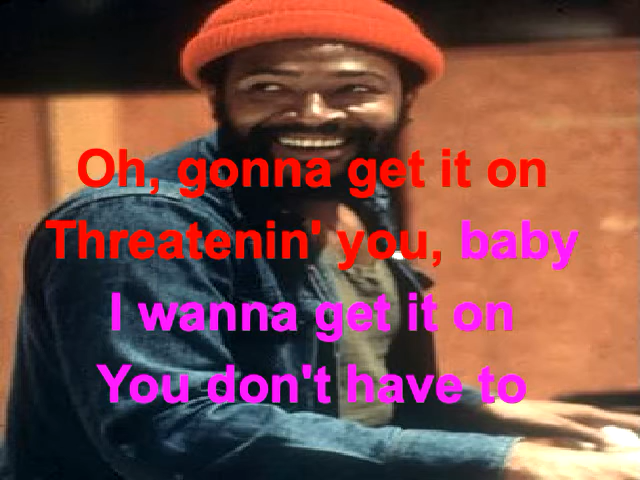 Oh, gonna get it on
Threatenin' you, baby
I wanna get it on
You don't have to